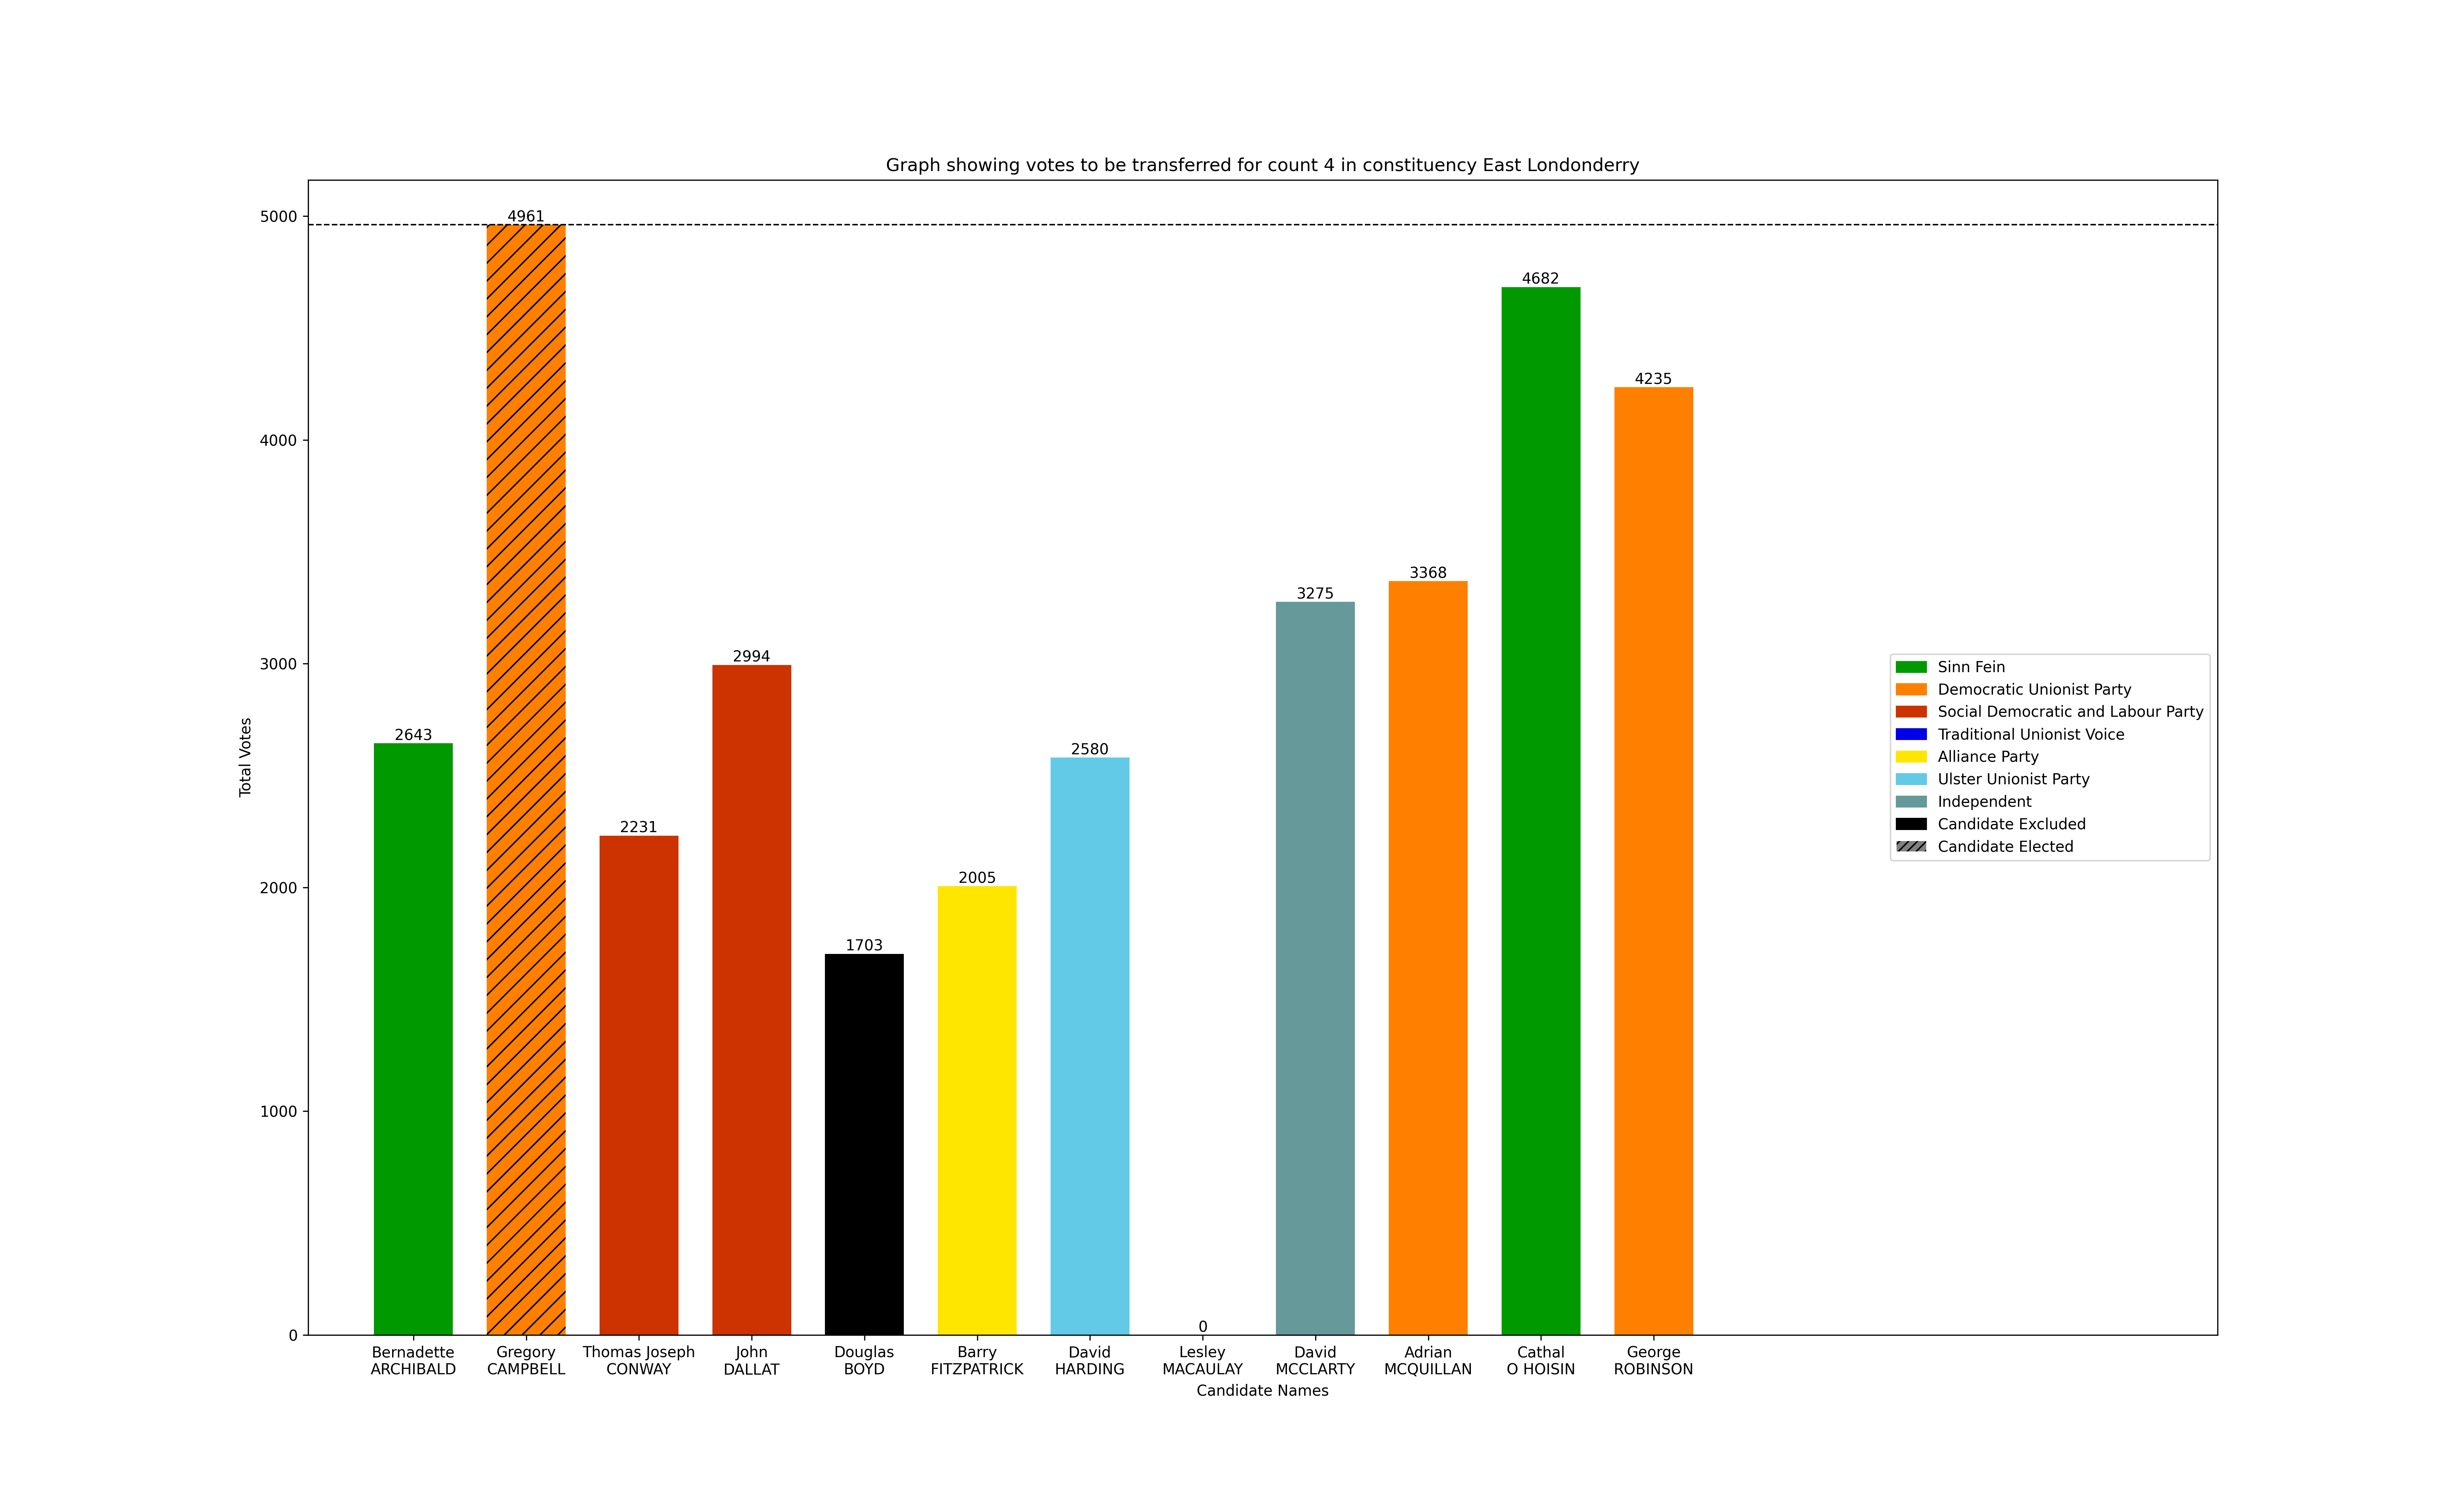 Graph showing votes to be transferred for count 4 in constituency East Londonderry
Total Votes
5000
4000
3000
2000
1000
0
2643
4961
2231
2994
1703
2005
2580
0
3275
3368
4682
4235
Sinn Fein
Democratic Unionist Party
Social Democratic and Labour Party
Traditional Unionist Voice
Alliance Party
Ulster Unionist Party
Independent
Candidate Excluded
Candidate Elected
Bernadette
ARCHIBALD
Gregory
CAMPBELL
Thomas Joseph
CONWAY
John
DALLAT
Douglas
BOYD
Barry
FITZPATRICK
David
HARDING
Lesley
MACAULAY
David
MCCLARTY
Adrian
MCQUILLAN
Cathal
O HOISIN
George
ROBINSON
Candidate Names